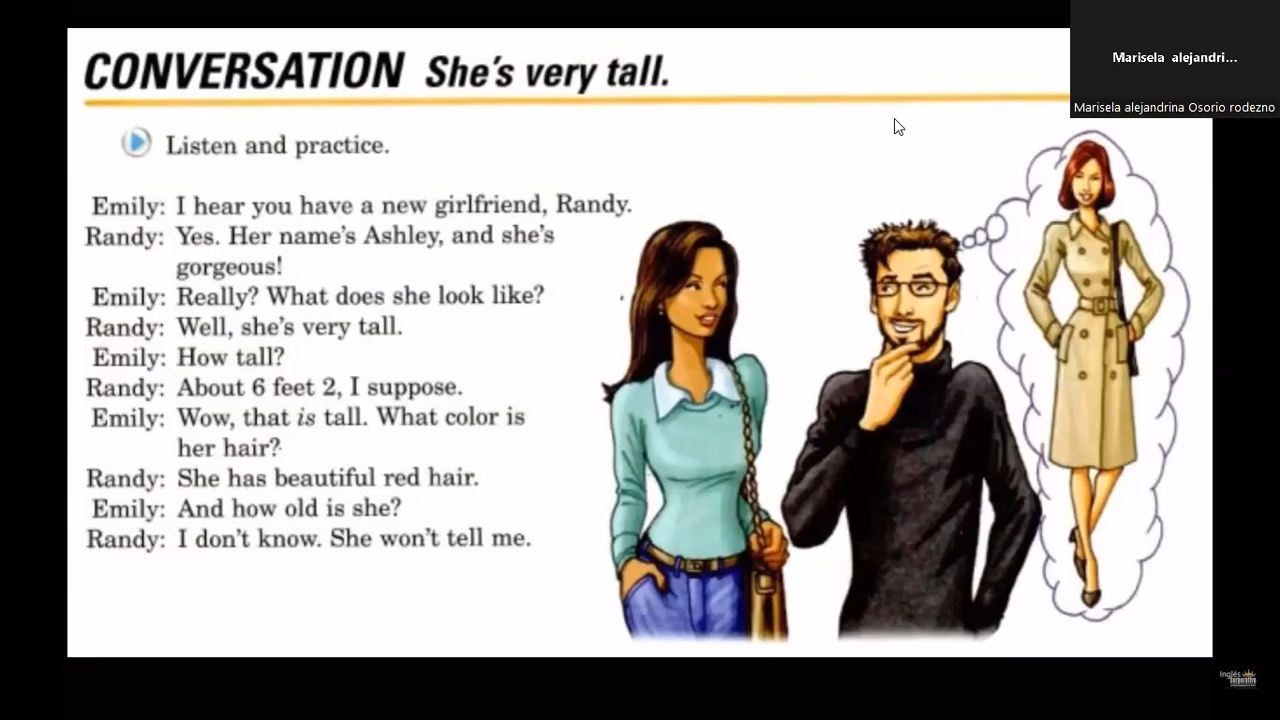 CONVERSATION She's very tall.
Marisela alejandri...
Marisela alejandrina Osorio rodezno
Listen and practice.
Emily: I hear you have a new girlfriend, Randy.
Randy: Yes. Her name's Ashley, and she's
gorgeous!
Emily: Really? What does she look like?
Randy: Well, she's very tall.
Emily: How tall?
Randy: About 6 feet 2, I suppose.
Emily: Wow, that is tall. What color is
her hair?
Randy: She has beautiful red hair.
Emily: And how old is she?
Randy: I don't know. She won't tell me.
Inglés
Corporativo